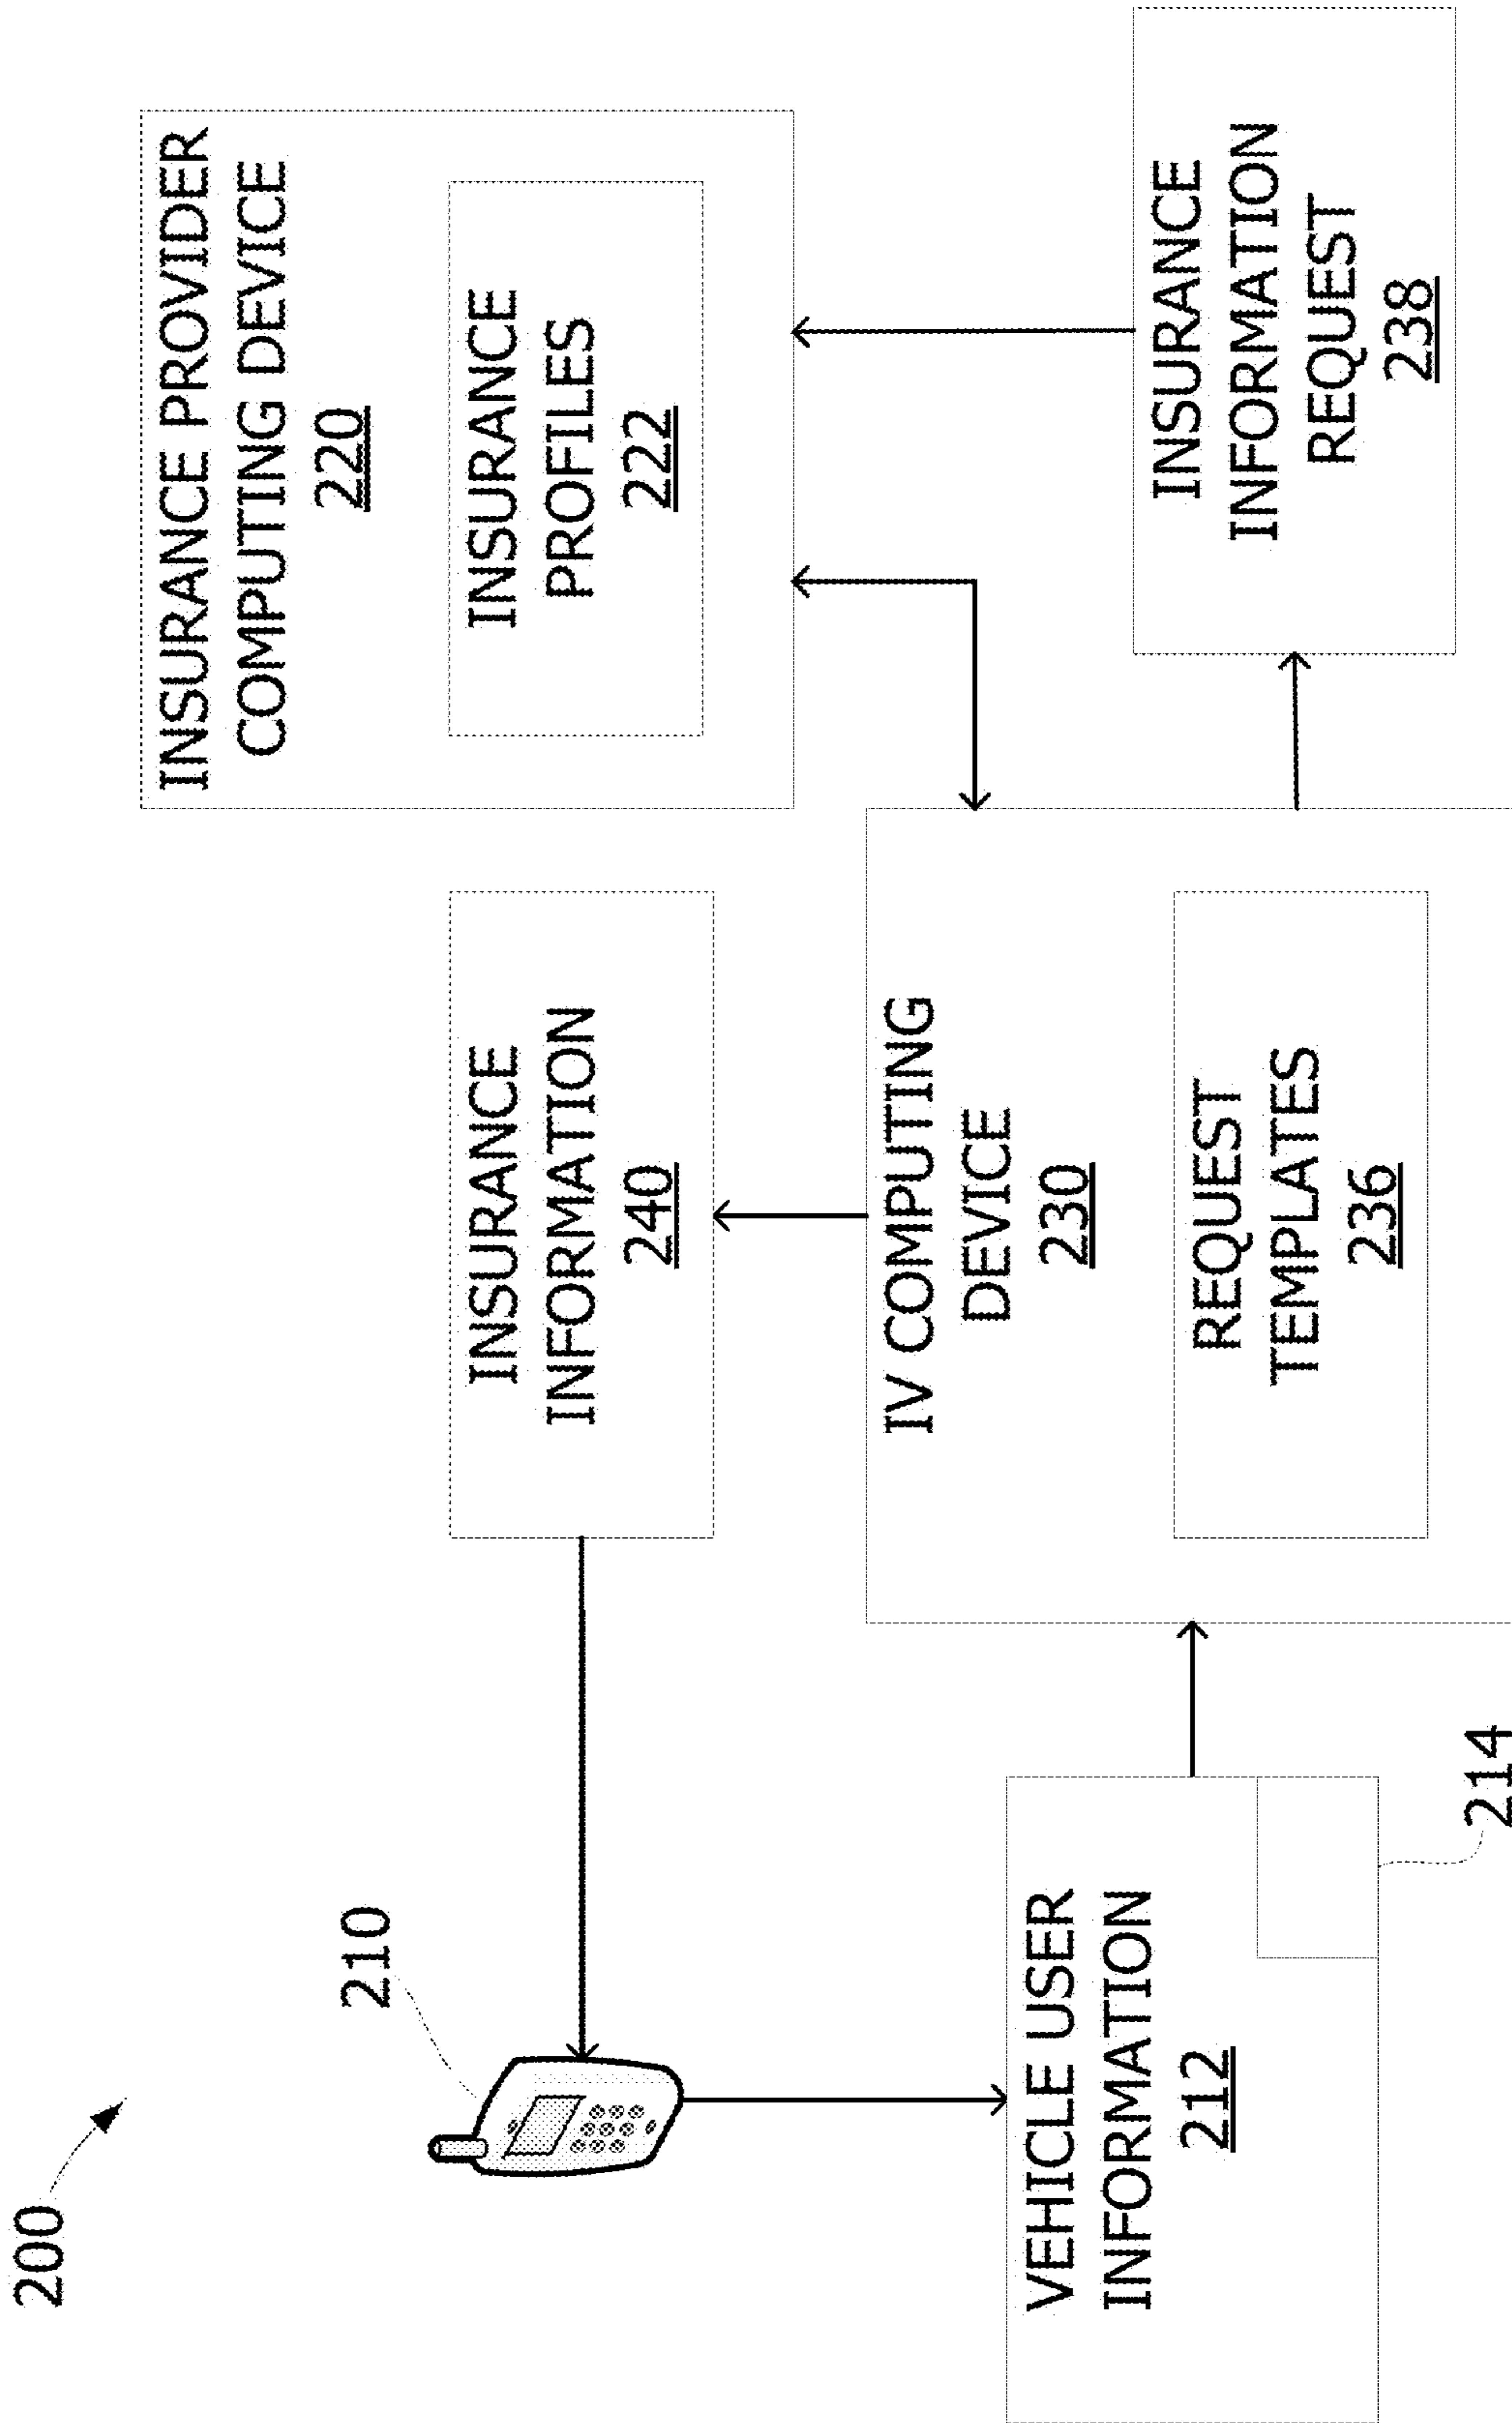 200
210
INSURANCE PROVIDER
COMPUTING DEVICE
220
INSURANCE
PROFILES
222
INSURANCE
INFORMATION
240
IV COMPUTING
DEVICE
230
REQUEST
TEMPLATES
236
VEHICLE USER
INFORMATION
212
214
INSURANCE
INFORMATION
REQUEST
238